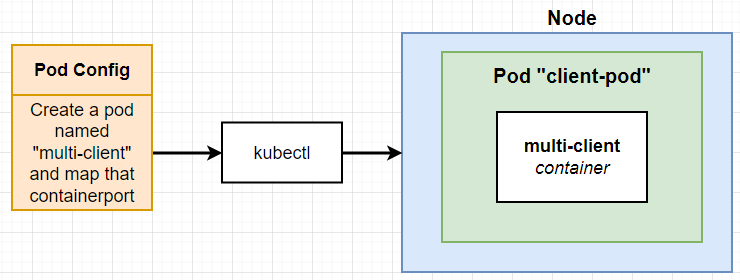 Node
Pod Config
Create a pod
named
"multi-client"
and map that
containerport
kubectl
Pod "client-pod"
multi-client
container